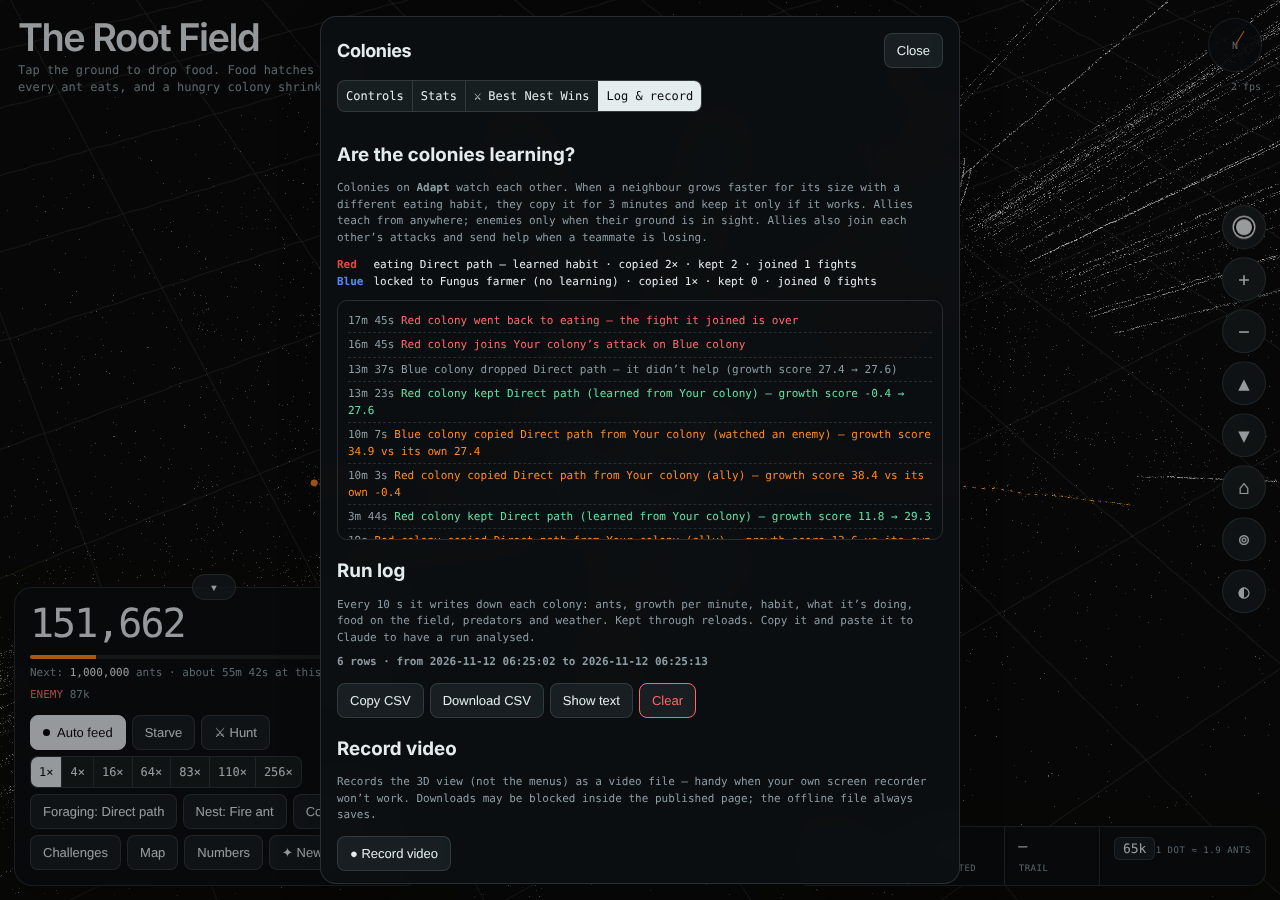 The Root Field
Tap the ground to drop food. Food hatches
every ant eats, and a hungry colony shrink
N
2 fps
Colonies
Close
Controls
Stats
⚔ Best Nest Wins
Log & record
Are the colonies learning?
Colonies on Adapt watch each other. When a neighbour grows faster for its size with a
different eating habit, they copy it for 3 minutes and keep it only if it works. Allies
teach from anywhere; enemies only when their ground is in sight. Allies also join each
other’s attacks and send help when a teammate is losing.
Red eating Direct path — learned habit · copied 2× · kept 2 · joined 1 fights
Blue locked to Fungus farmer (no learning) · copied 1× · kept 0 · joined 0 fights
17m 45s Red colony went back to eating — the fight it joined is over
16m 45s Red colony joins Your colony’s attack on Blue colony
13m 37s Blue colony dropped Direct path — it didn’t help (growth score 27.4 → 27.6)
13m 23s Red colony kept Direct path (learned from Your colony) — growth score -0.4 →
27.6
10m 7s Blue colony copied Direct path from Your colony (watched an enemy) — growth score
34.9 vs its own 27.4
10m 3s Red colony copied Direct path from Your colony (ally) — growth score 38.4 vs its
own -0.4
3m 44s Red colony kept Direct path (learned from Your colony) — growth score 11.8 → 29.3
Red colony copied Direct path from Your colony (ally) — growth score
Run log
Every 10 s it writes down each colony: ants, growth per minute, habit, what it’s doing,
food on the field, predators and weather. Kept through reloads. Copy it and paste it to
Claude to have a run analysed.
6 rows · from 2026-11-12 06:25:02 to 2026-11-12 06:25:13
Copy CSV
Download CSV
Show text
Clear
Record video
Records the 3D view (not the menus) as a video file — handy when your own screen recorder
won’t work. Downloads may be blocked inside the published page; the offline file always
saves.
● Record video
151,662
Next: 1,000,000 ants · about 55m 42s at this
ENEMY 87k
Auto feed
Starve
⚔ Hunt
1×
4×
16×
64×
83×
110×
256×
Foraging: Direct path
Nest: Fire ant
Co
Challenges
Map
Numbers
✦ New
TED
—
TRAIL
65k
1 DOT ≈ 1.9 ANTS